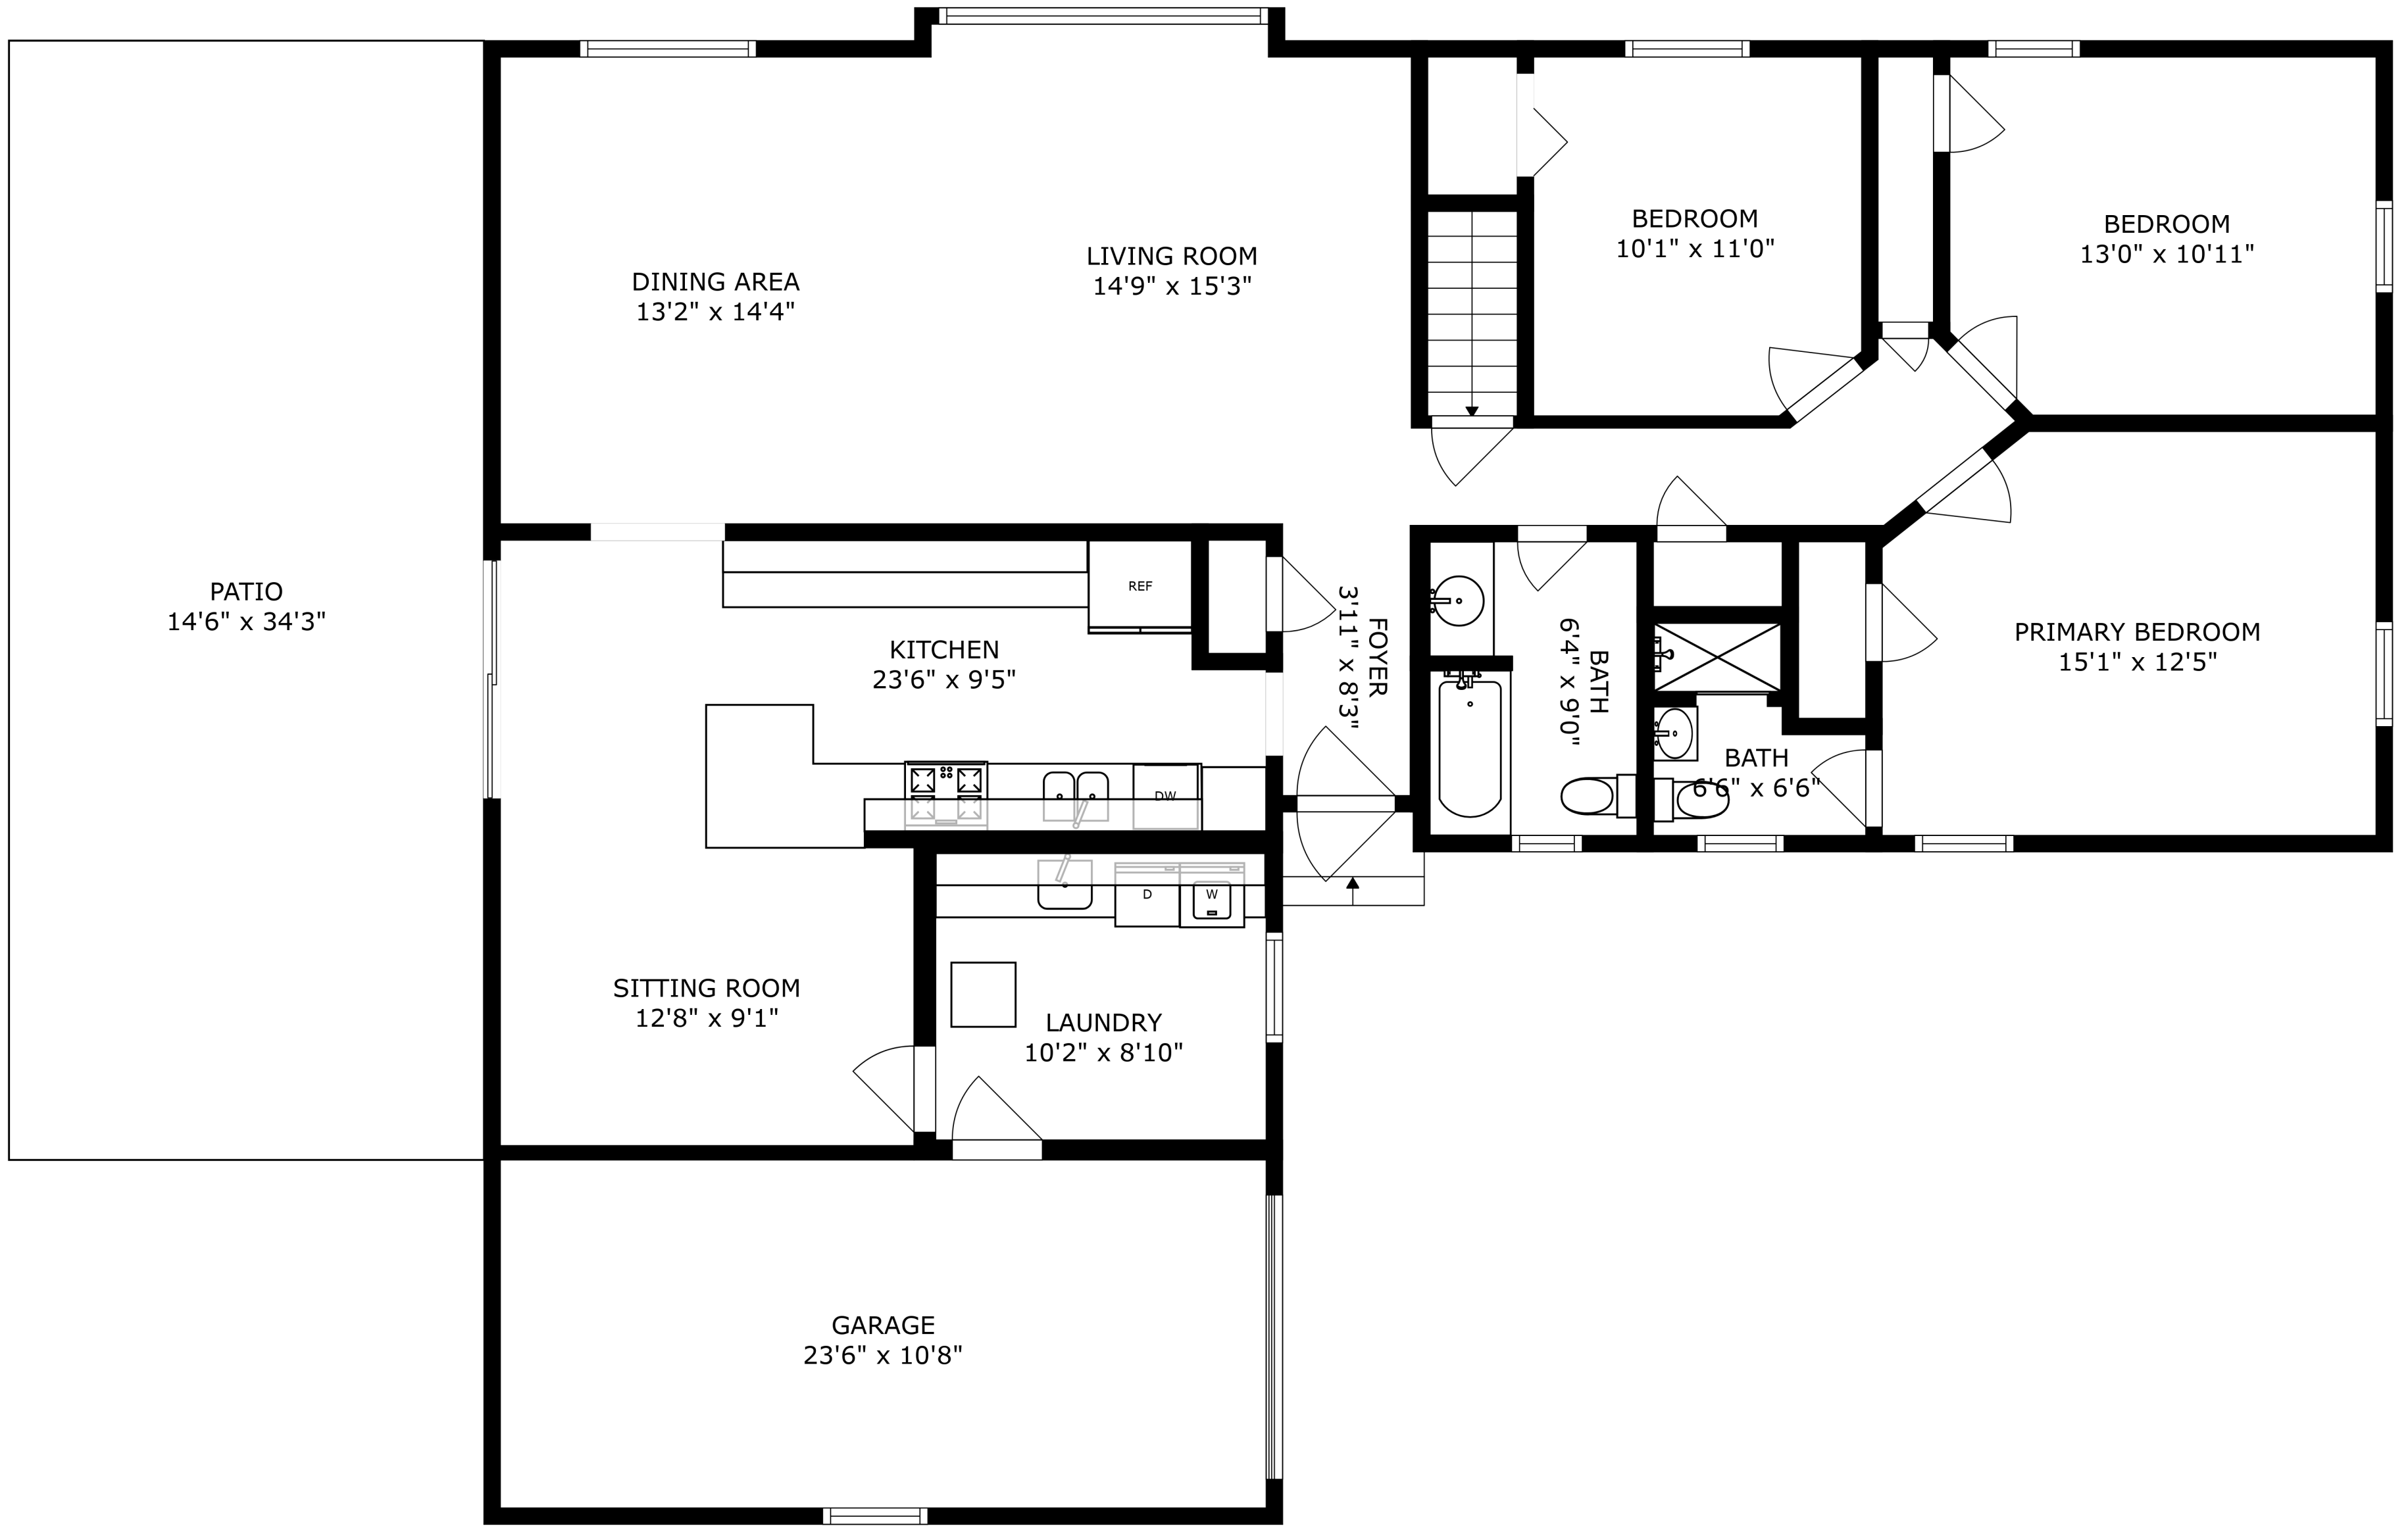 BEDROOM
10'1" x 11'0"
BEDROOM
13'0" x 10'11"
LIVING ROOM
14'9" x 15'3"
DINING AREA
13'2" x 14'4"
PATIO
14'6" x 34'3"
REF
KITCHEN
23'6" x 9'5"
FOYER
3'11" x 8'3"
BATH
6'4" x 9'0"
PRIMARY BEDROOM
15'1" x 12'5"
BATH
6'6" x 6'6"
DW
D
W
SITTING ROOM
12'8" x 9'1"
LAUNDRY
10'2" x 8'10"
GARAGE
23'6" x 10'8"